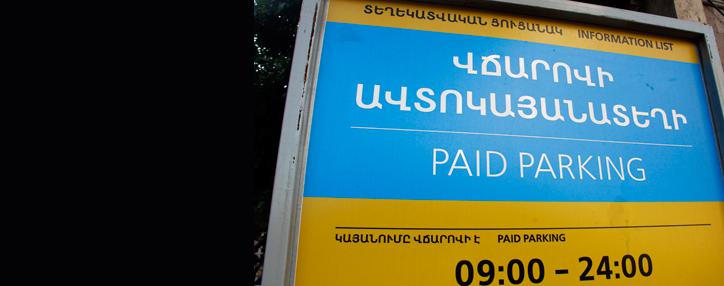 ՏԵՂԵԿԱՏՎԱԿԱՆ ՑՈՒՑԱՆԱԿ INFORMATION LIST
ՎՃԱՐՈՎԻ
ԱՎՏՈԿԱՅԱՆԱՏԵՂԻ
PAID PARKING
ԿԱՅԱՆՈՒՄԸ ՎՃԱՐՈՎԻ Է PAID PARKING
09:00 – 24:00